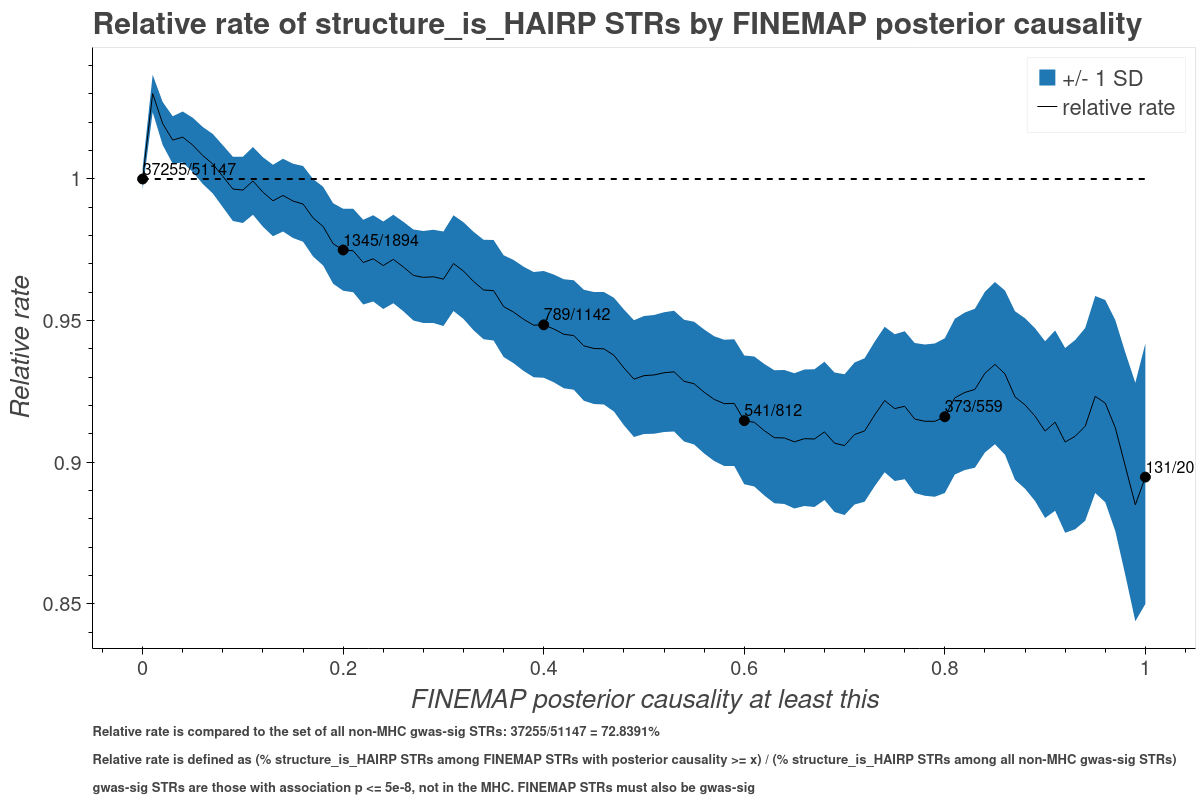 Relative rate of structure_is_HAIRP STRs by FINEMAP posterior causality
+/- 1 SD
relative rate
37255/51147
1345/1894
789/1142
541/812
373/559
131/20
1
0.95
0.9
0.85
Relative rate
0 0.2 0.4 0.6 0.8 1
FINEMAP posterior causality at least this
Relative rate is compared to the set of all non-MHC gwas-sig STRs: 37255/51147 = 72.8391%
Relative rate is defined as (% structure_is_HAIRP STRs among FINEMAP STRs with posterior causality >= x) / (% structure_is_HAIRP STRs among all non-MHC gwas-sig STRs)
gwas-sig STRs are those with association p <= 5e-8, not in the MHC. FINEMAP STRs must also be gwas-sig